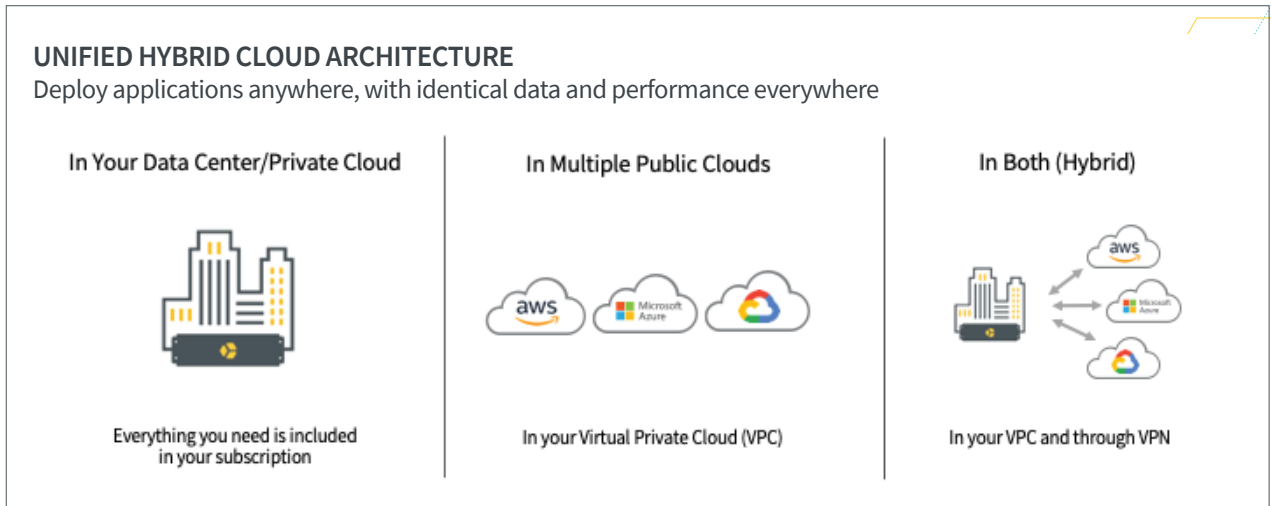 UNIFIED HYBRID CLOUD ARCHITECTURE
Deploy applications anywhere, with identical data and performance everywhere
In Your Data Center/Private Cloud
Everything you need is included
in your subscription
In Multiple Public Clouds
aws
Microsoft
Azure
In your Virtual Private Cloud (VPC)
In Both (Hybrid)
aws
Microsoft
Azure
In your VPC and through VPN